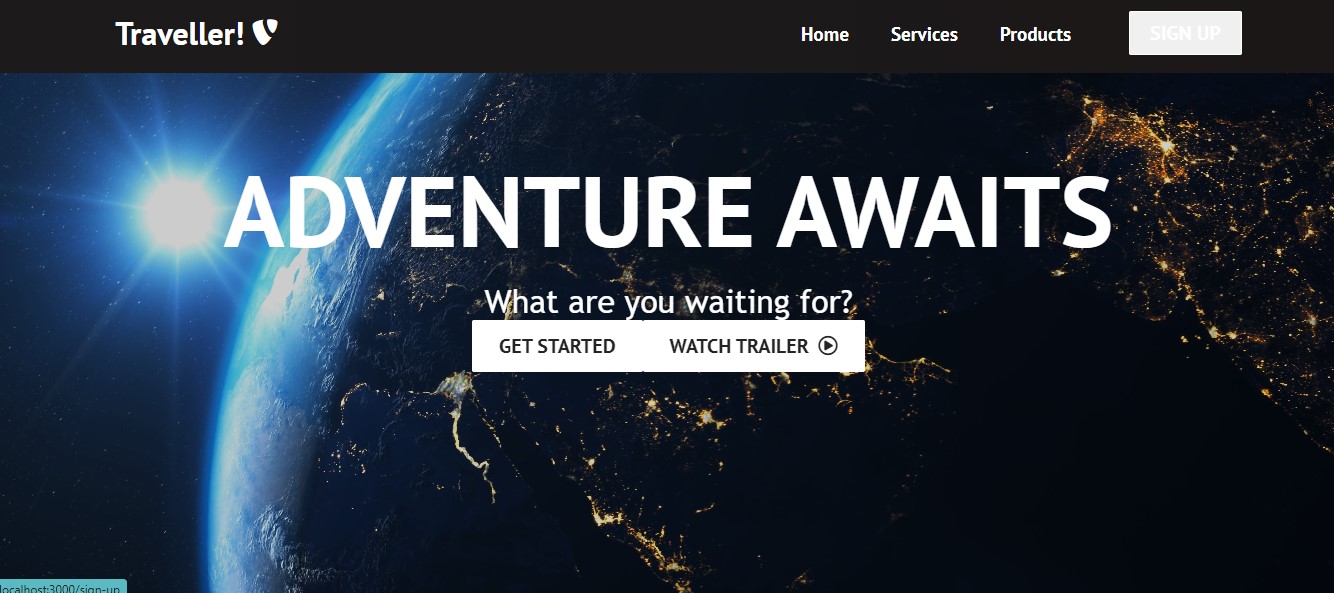 Traveller!
Home Services Products SIGN UP
ADVENTURE AWAITS
What are you waiting for?
GET STARTED WATCH TRAILER
localhost:3000/sign-up